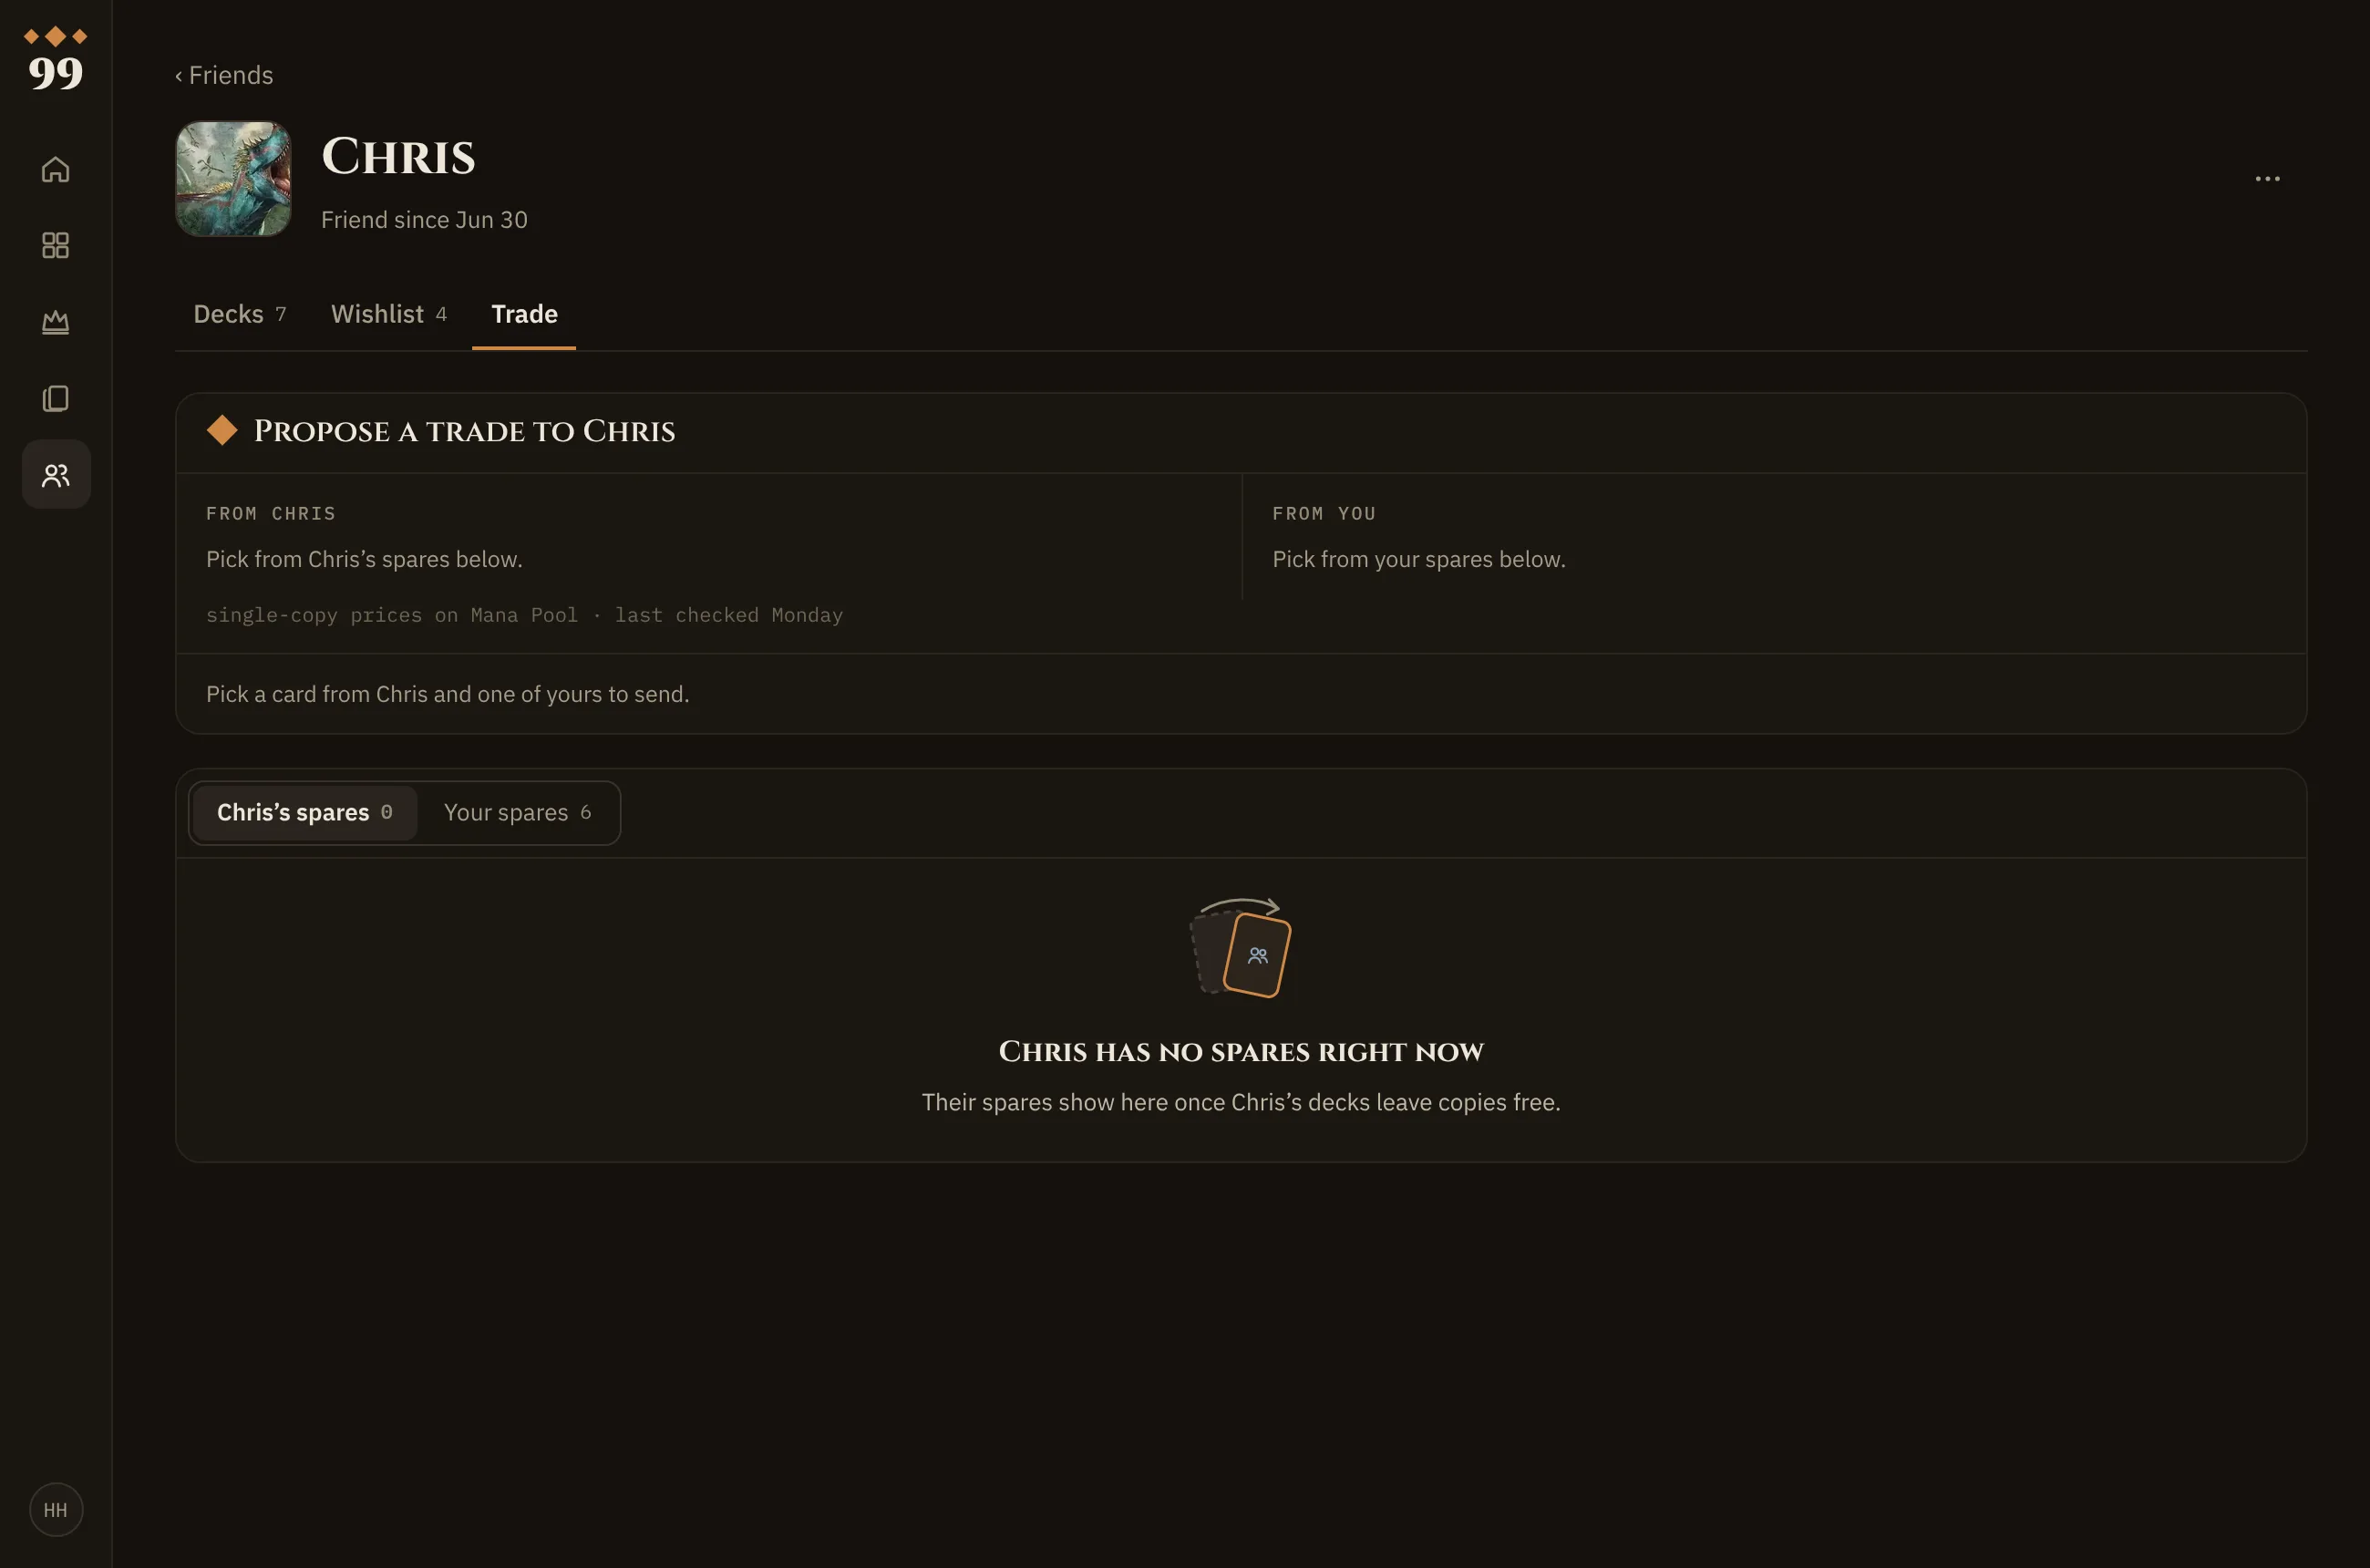 99
‹ Friends
Chris
Friend since Jun 30
Decks 7 Wishlist 4 Trade
Propose a trade to Chris
FROM CHRIS
Pick from Chris’s spares below.
FROM YOU
Pick from your spares below.
single-copy prices on Mana Pool · last checked Monday
Pick a card from Chris and one of yours to send.
Chris’s spares 0 Your spares 6
Chris has no spares right now
Their spares show here once Chris’s decks leave copies free.
HH